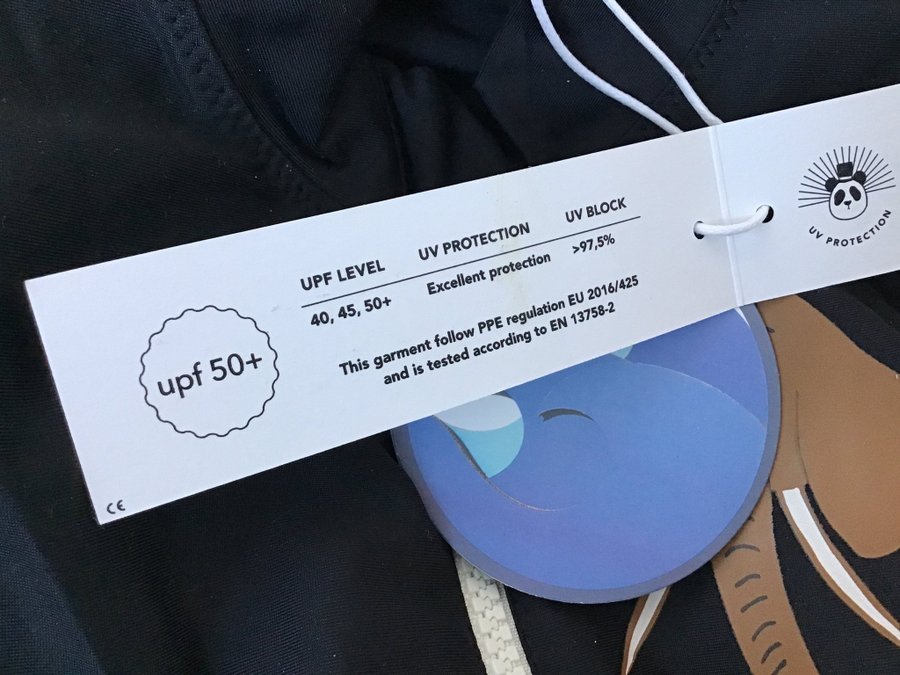 UPF LEVEL UV PROTECTION UV BLOCK
40, 45, 50+ Excellent protection >97,5%
This garment follow PPE regulation EU 2016/425
and is tested according to EN 13758-2
upf 50+
CE
UV PROTECTION